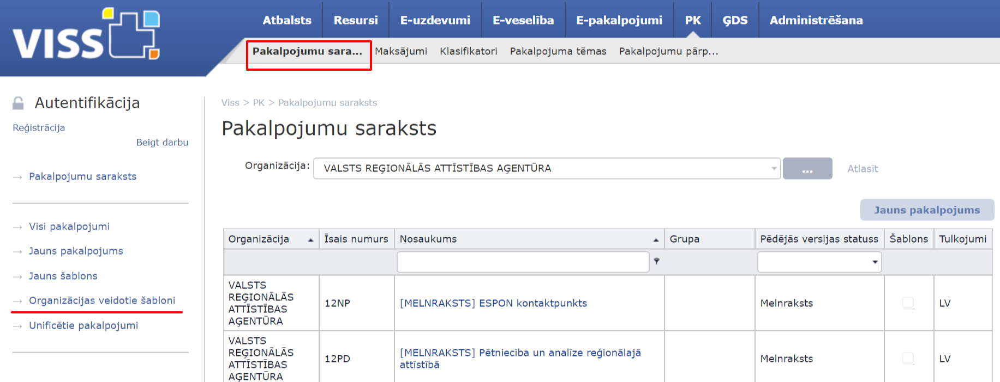 VISS
Atbalsts Resursi E-uzdevumi E-veselība E-pakalpojumi PK ĢDS Administrēšana
Pakalpojumu sara... Maksājumi Klasifikatori Pakalpojuma tēmas Pakalpojumu pārp...
Autentifikācija
Reģistrācija
Beigt darbu
→ Pakalpojumu saraksts
→ Visi pakalpojumi
→ Jauns pakalpojums
→ Jauns šablons
→ Organizācijas veidotie šabloni
→ Unificētie pakalpojumi
Viss > PK > Pakalpojumu saraksts
Pakalpojumu saraksts
Organizācija: VALSTS REĢIONĀLĀS ATTĪSTĪBAS AĢENTŪRA ... Atlasīt
Jauns pakalpojums
Organizācija Īsais numurs Nosaukums Grupa Pēdējās versijas statuss Šablons Tulkojumi
VALSTS
REĢIONĀLĀS
ATTĪSTĪBAS
AĢENTŪRA
12NP
[MELNRAKSTS] ESPON kontaktpunkts
Melnraksts
LV
VALSTS
REĢIONĀLĀS
ATTĪSTĪBAS
AĢENTŪRA
12PD
[MELNRAKSTS] Pētniecība un analīze reģionālajā
attīstībā
Melnraksts
LV